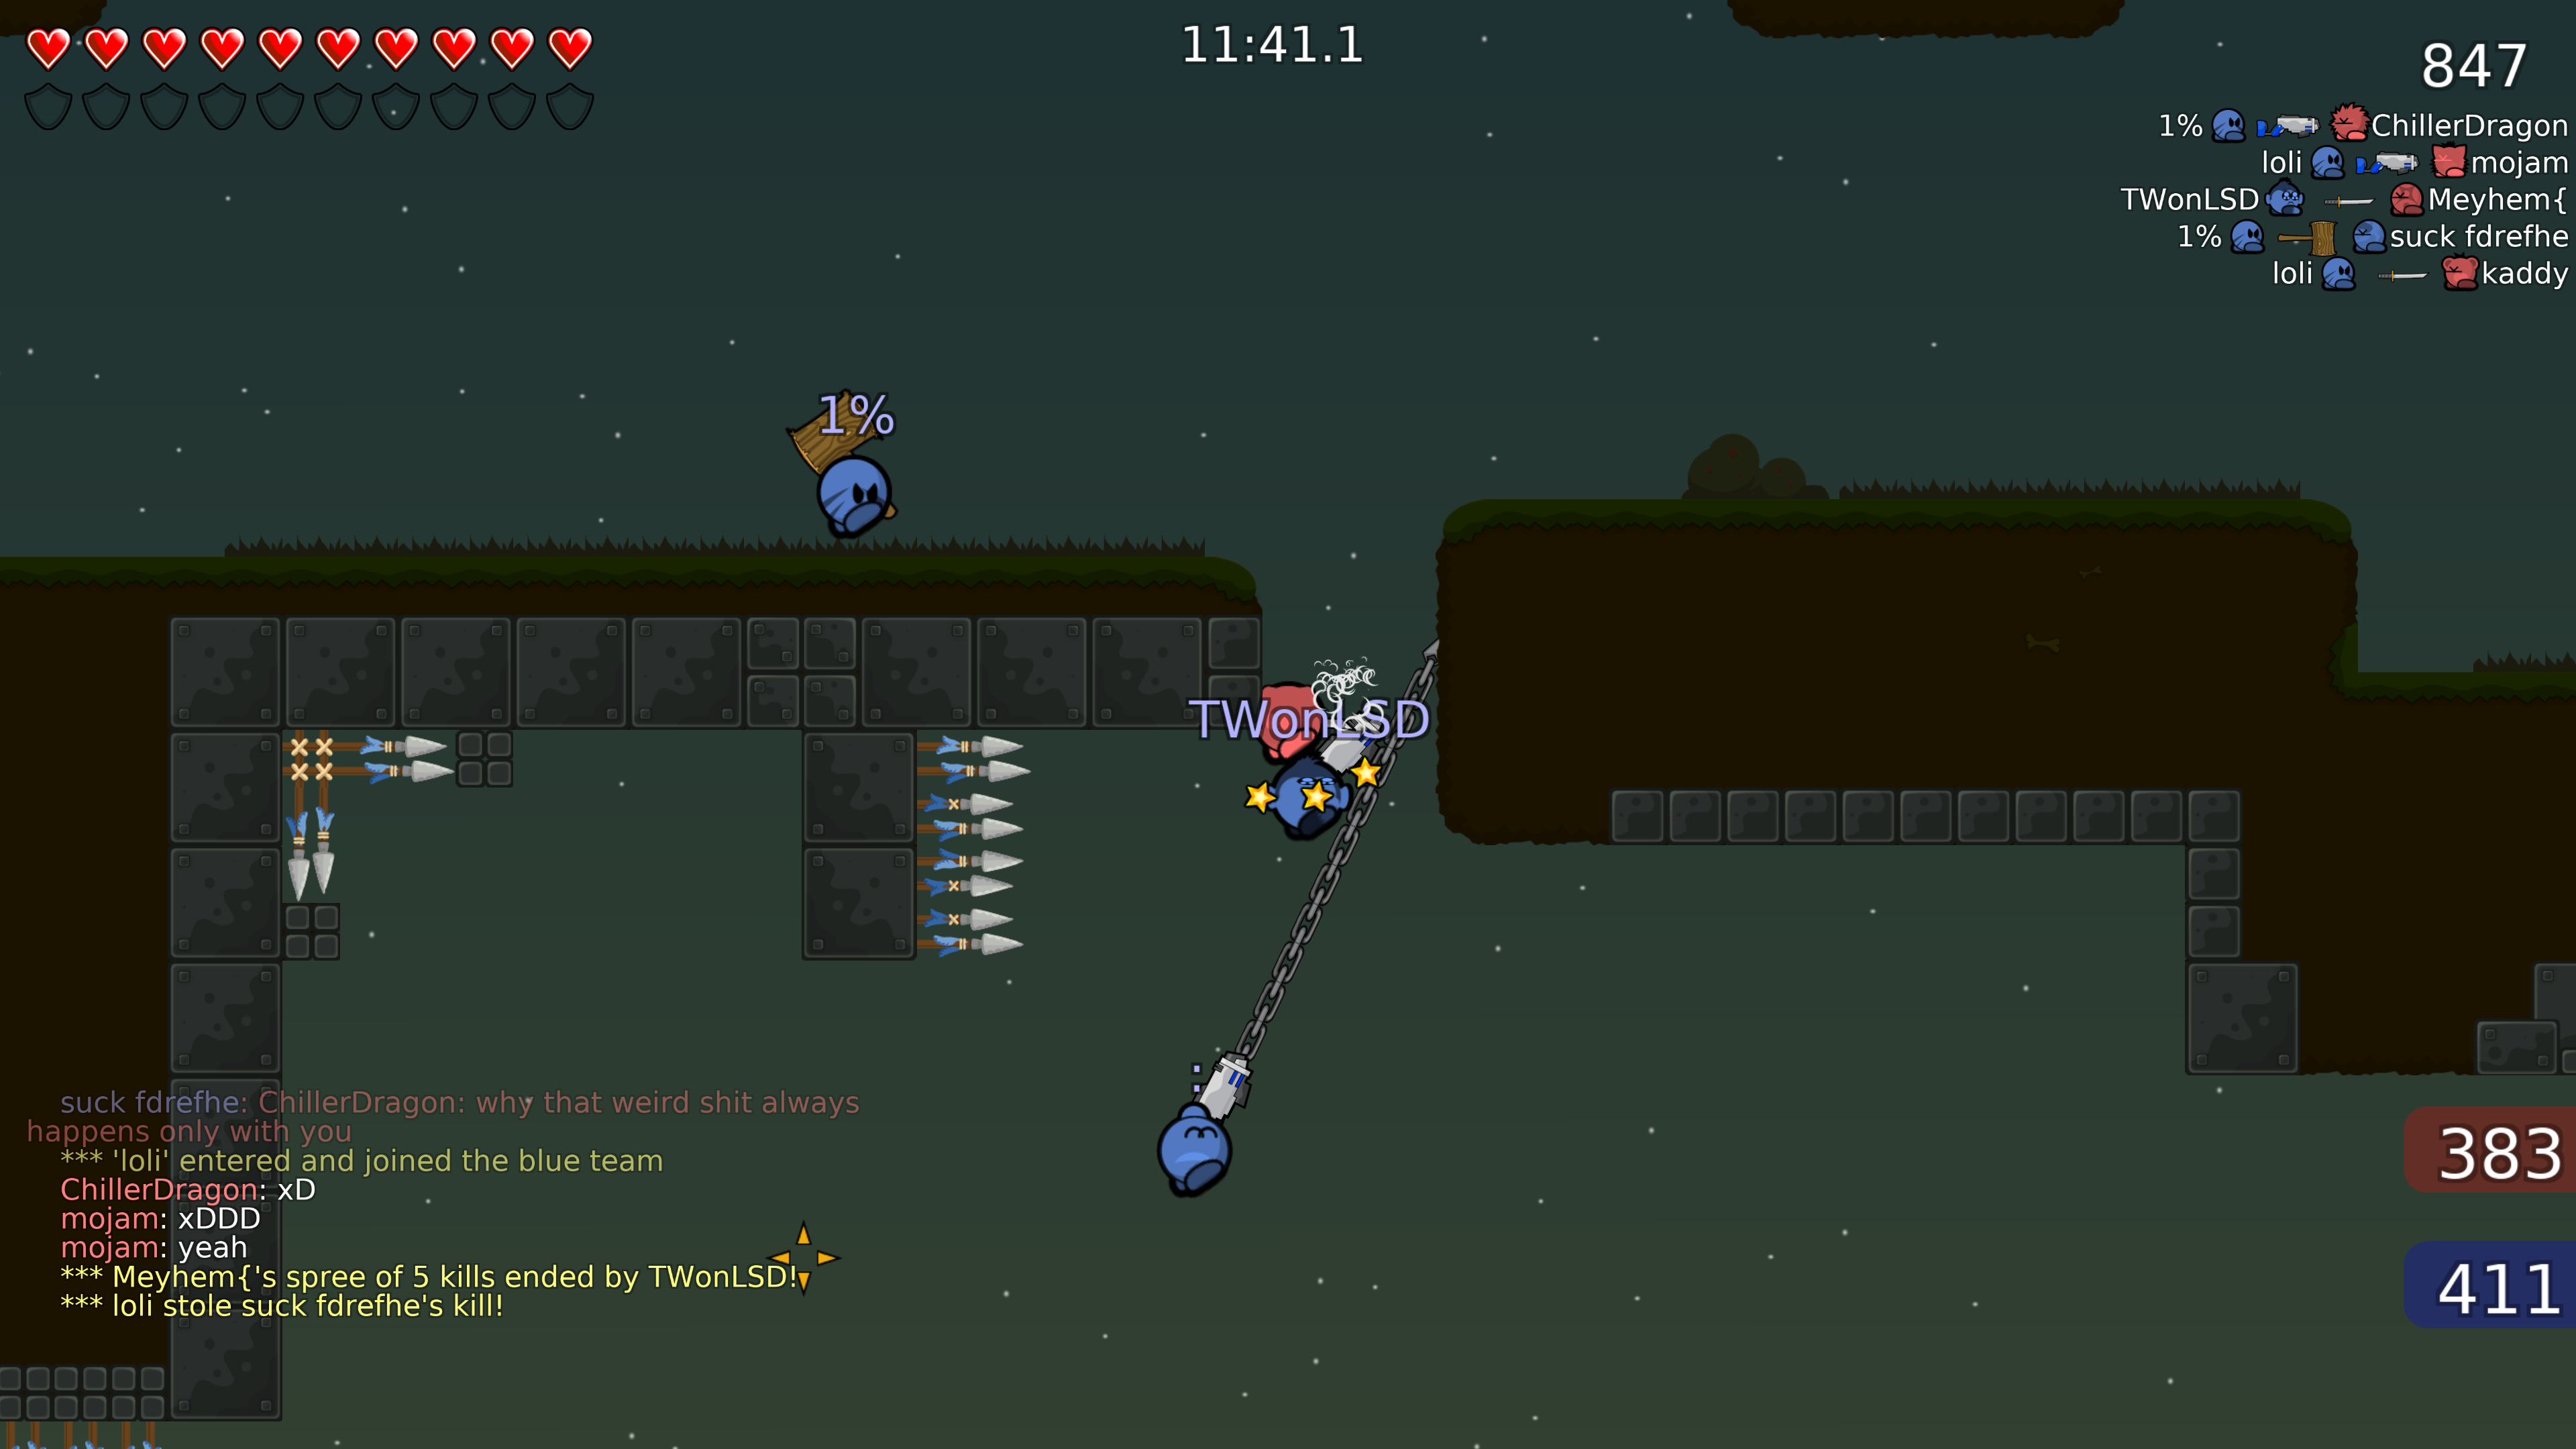 11:41.1
847
1% ChillerDragon
loli mojam
TWonLSD Meyhem{
1% suck fdrefhe
loli kaddy
1%
TWonLSD
:
suck fdrefhe: ChillerDragon: why that weird shit always
happens only with you
*** 'loli' entered and joined the blue team
ChillerDragon: xD
mojam: xDDD
mojam: yeah
*** Meyhem{'s spree of 5 kills ended by TWonLSD!
*** loli stole suck fdrefhe's kill!
383
411